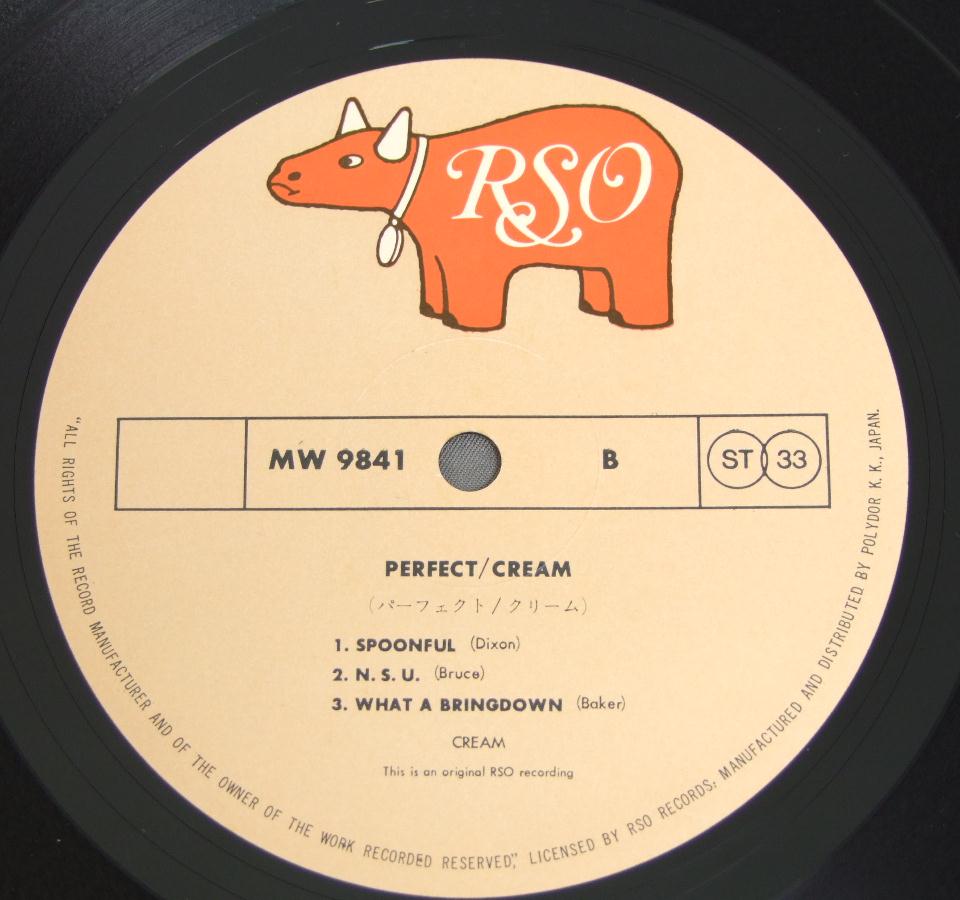 RSO
MW 9841 B ST 33
PERFECT/CREAM
(パーフェクト/クリーム)
1. SPOONFUL (Dixon)
2. N. S. U. (Bruce)
3. WHAT A BRINGDOWN (Baker)
CREAM
This is an original RSO recording
"ALL RIGHTS OF THE RECORD MANUFACTURER AND OF THE OWNER OF THE WORK RECORDED RESERVED", LICENSED BY RSO RECORDS; MANUFACTURED AND DISTRIBUTED BY POLYDOR K. K., JAPAN.